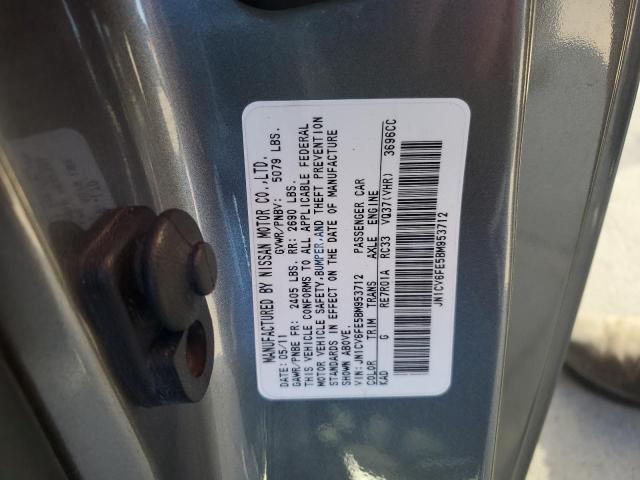 MANUFACTURED BY NISSAN MOTOR CO.,LTD.
DATE: 05/11 GVWR/PNBV: 5079 LBS.
GAWR/PNBE FR: 2405 LBS. RR: 2690 LBS.
THIS VEHICLE CONFORMS TO ALL APPLICABLE FEDERAL
MOTOR VEHICLE SAFETY,BUMPER,AND THEFT PREVENTION
STANDARDS IN EFFECT ON THE DATE OF MANUFACTURE
SHOWN ABOVE.
VIN: JN1CV6FE5BM953712 PASSENGER CAR
COLOR TRIM TRANS AXLE ENGINE
KAD G RE7R01A RC33 VQ37(VHR) 3696CC
JN1CV6FE5BM953712